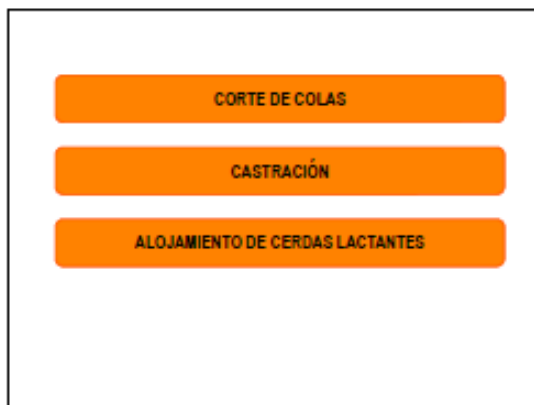 CORTE DE COLAS
CASTRACIÓN
ALOJAMIENTO DE CERDAS LACTANTES